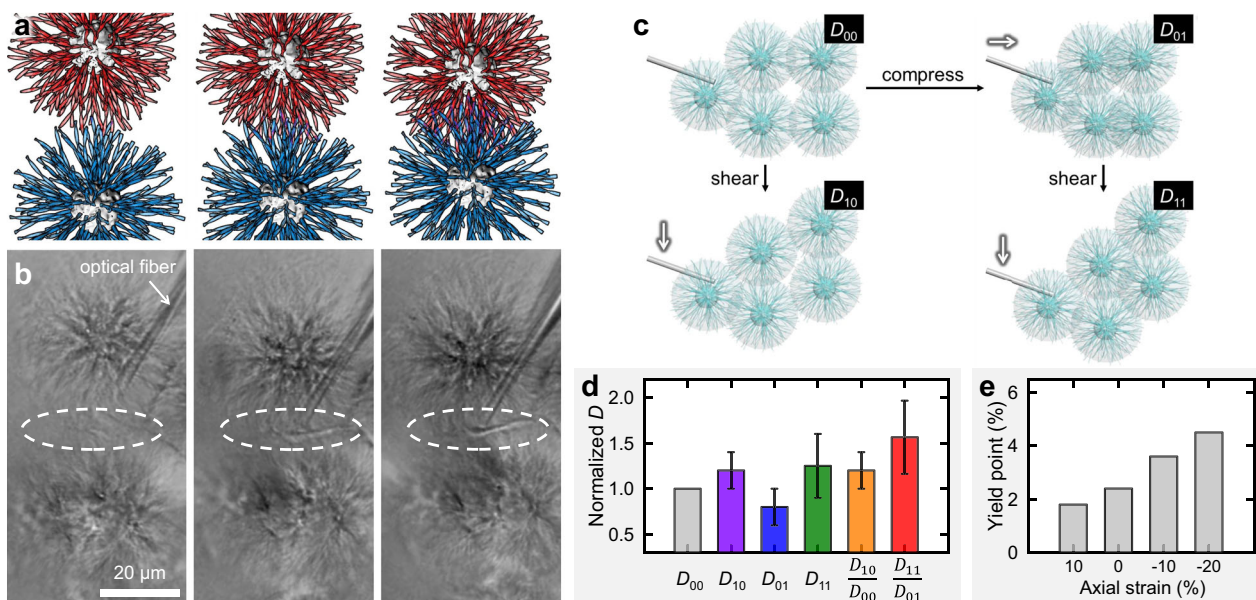 a
b
optical fiber
20 µm
c
D00
compress
D01
shear
shear
D10
D11
d
Normalized D
2.0
1.5
1.0
0.5
D00
D10
D01
D11
D10
D00
D11
D01
e
Yield point (%)
6
4
2
0
10
0
-10
-20
Axial strain (%)